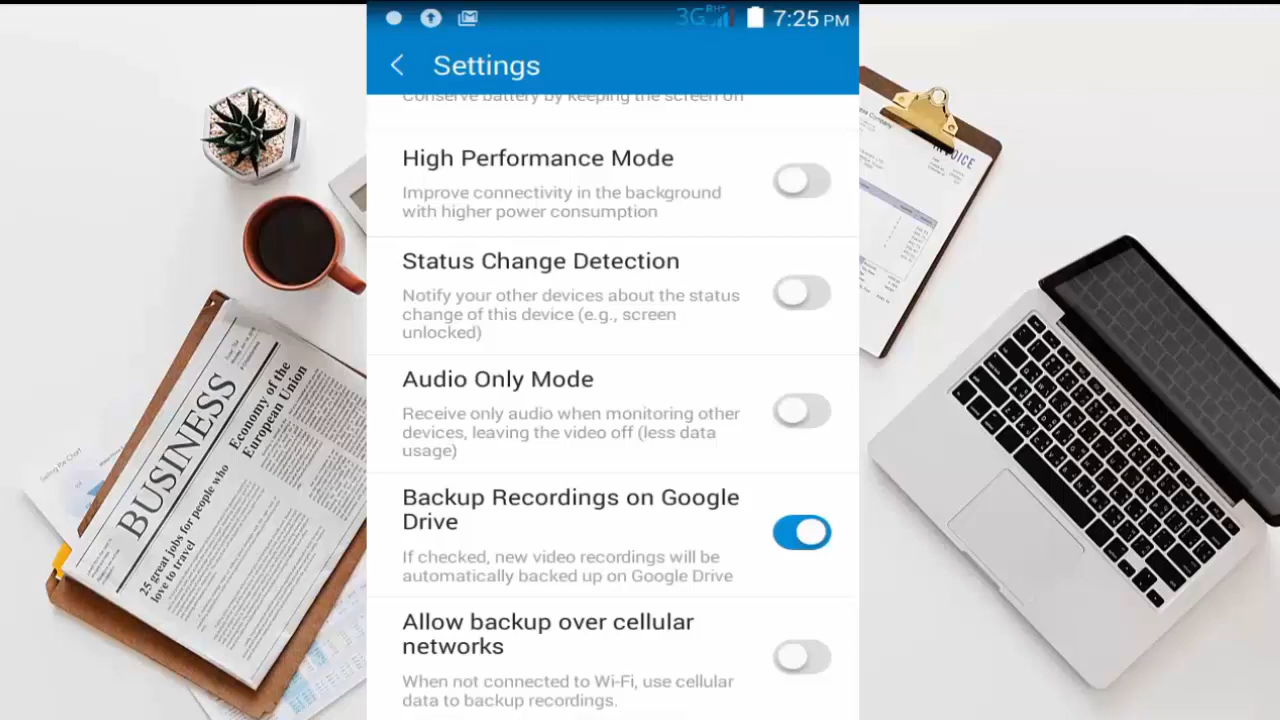 3G RH+ 7:25 PM
Settings
Conserve battery by keeping the screen off
High Performance Mode
Improve connectivity in the background
with higher power consumption
Status Change Detection
Notify your other devices about the status
change of this device (e.g., screen
unlocked)
Audio Only Mode
Receive only audio when monitoring other
devices, leaving the video off (less data
usage)
Backup Recordings on Google
Drive
If checked, new video recordings will be
automatically backed up on Google Drive
Allow backup over cellular
networks
When not connected to Wi-Fi, use cellular
data to backup recordings.
BUSINESS
Economy of the
European Union
25 great jobs for people who
love to travel
Company
INVOICE